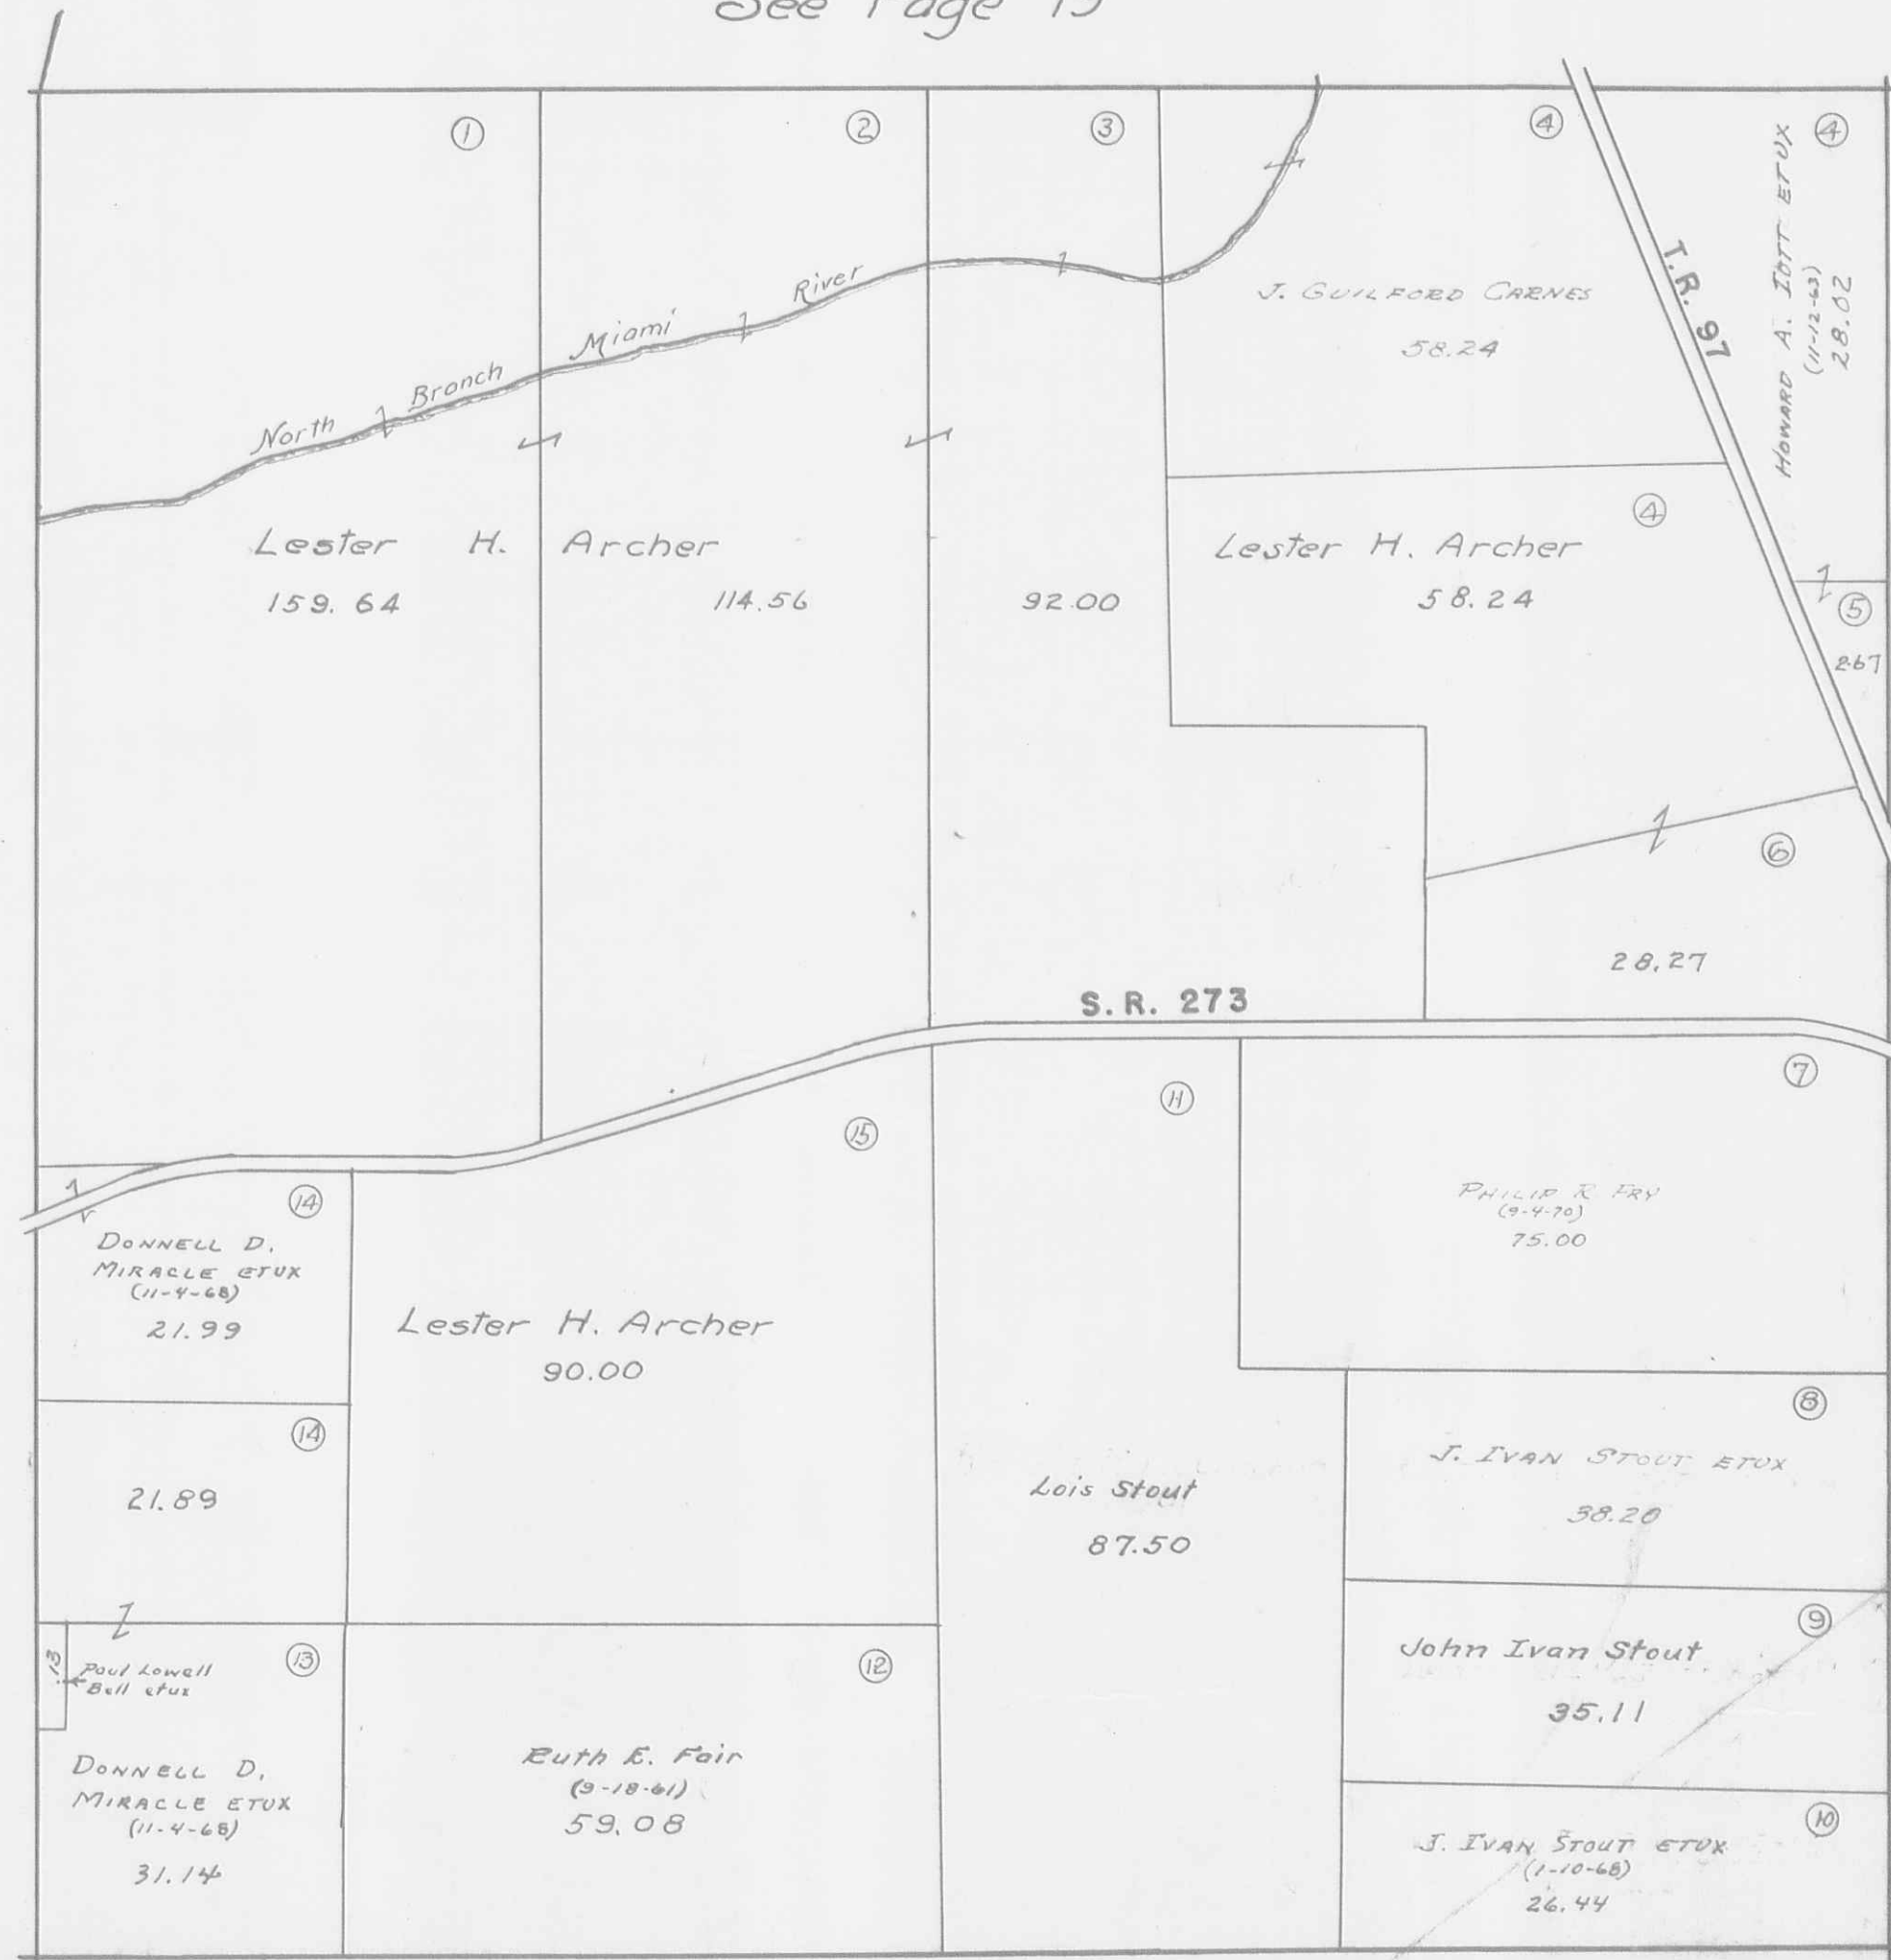 See Page 15
①
②
③
④
④
HOWARD A. IOTT ETUX
(11-12-63)
28.02
T.R. 97
J. GUILFORD CARNES
58.24
North Branch Miami River
④
Lester H. Archer
159.64
114.56
92.00
Lester H. Archer
58.24
⑤
2.67
⑥
28.27
S.R. 273
⑦
⑪
⑮
PHILIP R FRY
(9-4-70)
75.00
⑭
DONNELL D.
MIRACLE ETUX
(11-4-68)
21.99
Lester H. Archer
90.00
⑧
J. IVAN STOUT ETUX
38.20
⑭
21.89
Lois Stout
87.50
⑨
John Ivan Stout
35.11
.13
Paul Lowell
Bell etux
⑬
⑫
DONNELL D.
MIRACLE ETUX
(11-4-68)
31.14
Ruth E. Fair
(9-18-61)
59.08
⑩
J. IVAN STOUT ETUX
(1-10-68)
26.44